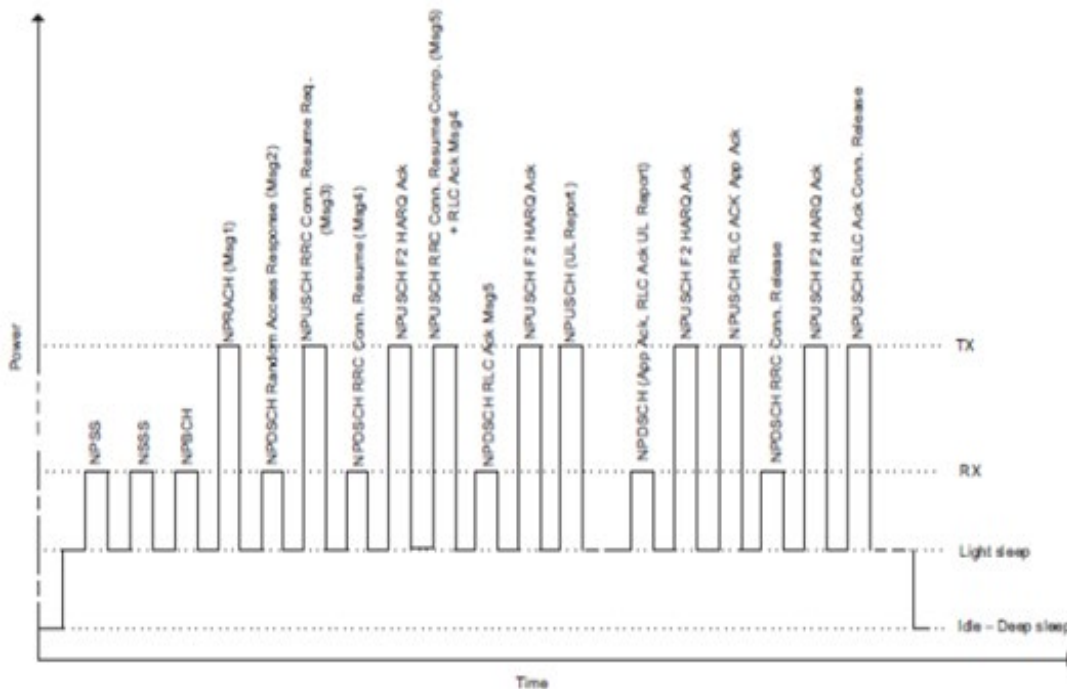 Power
NPSS
NSSS
NPBCH
NPRACH (Msg1)
NPDSCH Random Access Response (Msg2)
NPUSCH RRC Conn. Resume Req.
(Msg3)
NPDSCH RRC Conn. Resume (Msg4)
NPUSCH F2 HARQ Ack
NPUSCH RRC Conn. Resume Comp. (Msg5)
+ RLC Ack Msg4
NPDSCH RLC Ack Msg5
NPUSCH F2 HARQ Ack
NPUSCH (UL Report)
NPDSCH (App Ack, RLC Ack UL Report)
NPUSCH F2 HARQ Ack
NPUSCH RLC ACK App Ack
NPDSCH RRC Conn. Release
NPUSCH F2 HARQ Ack
NPUSCH RLC Ack Conn. Release
TX
RX
Light sleep
Idle – Deep sleep
Time